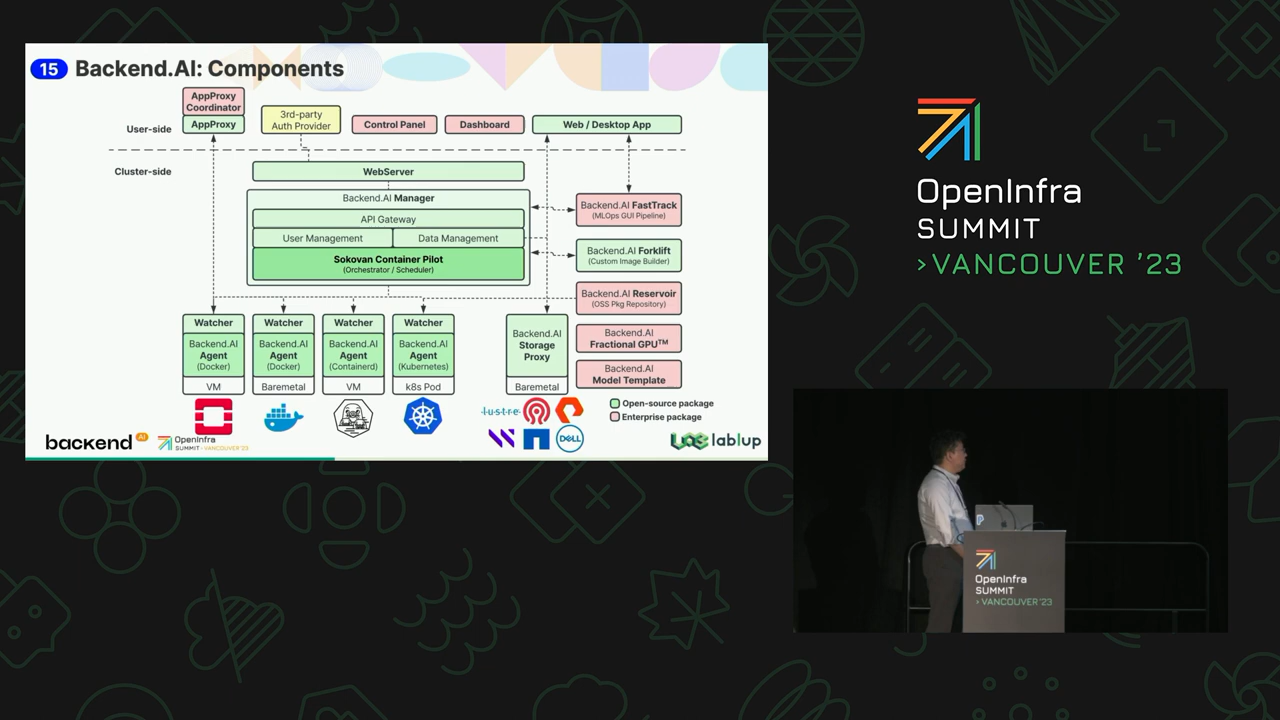 15 Backend.AI: Components
AppProxy
Coordinator
AppProxy
3rd-party
Auth Provider
Control Panel
Dashboard
Web / Desktop App
User-side
Cluster-side
WebServer
Backend.AI Manager
API Gateway
User Management
Data Management
Sokovan Container Pilot
(Orchestrator / Scheduler)
Backend.AI FastTrack
(MLOps GUI Pipeline)
Backend.AI Forklift
(Custom Image Builder)
Backend.AI Reservoir
(OSS Pkg Repository)
Backend.AI
Fractional GPU™
Backend.AI
Model Template
Watcher
Backend.AI
Agent
(Docker)
VM
Watcher
Backend.AI
Agent
(Docker)
Baremetal
Watcher
Backend.AI
Agent
(Containerd)
VM
Watcher
Backend.AI
Agent
(Kubernetes)
k8s Pod
Backend.AI
Storage
Proxy
Baremetal
l·u·s·t·r·e
DELL
Open-source package
Enterprise package
backend AI
OpenInfra
SUMMIT >VANCOUVER '23
lablup
OpenInfra
SUMMIT
>VANCOUVER '23
OpenInfra
SUMMIT
>VANCOUVER '23